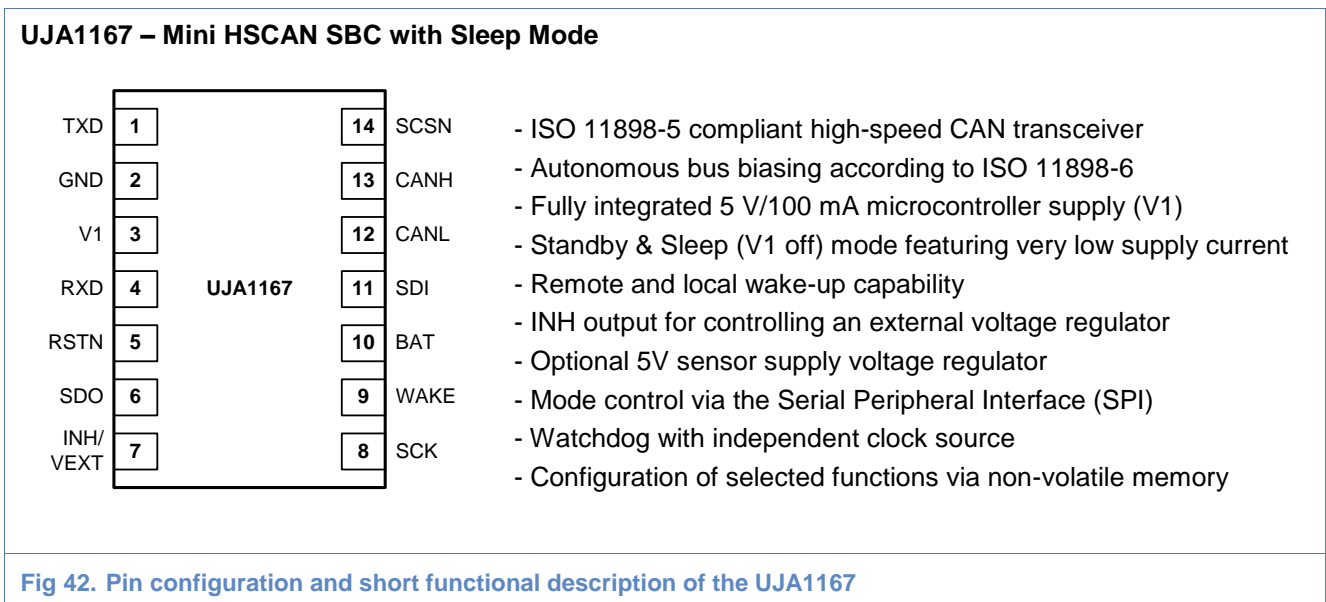 UJA1167 – Mini HSCAN SBC with Sleep Mode
TXD 1 14 SCSN
GND 2 13 CANH
V1 3 12 CANL
RXD 4 UJA1167 11 SDI
RSTN 5 10 BAT
SDO 6 9 WAKE
INH/
VEXT 7 8 SCK
- ISO 11898-5 compliant high-speed CAN transceiver
- Autonomous bus biasing according to ISO 11898-6
- Fully integrated 5 V/100 mA microcontroller supply (V1)
- Standby & Sleep (V1 off) mode featuring very low supply current
- Remote and local wake-up capability
- INH output for controlling an external voltage regulator
- Optional 5V sensor supply voltage regulator
- Mode control via the Serial Peripheral Interface (SPI)
- Watchdog with independent clock source
- Configuration of selected functions via non-volatile memory
Fig 42. Pin configuration and short functional description of the UJA1167